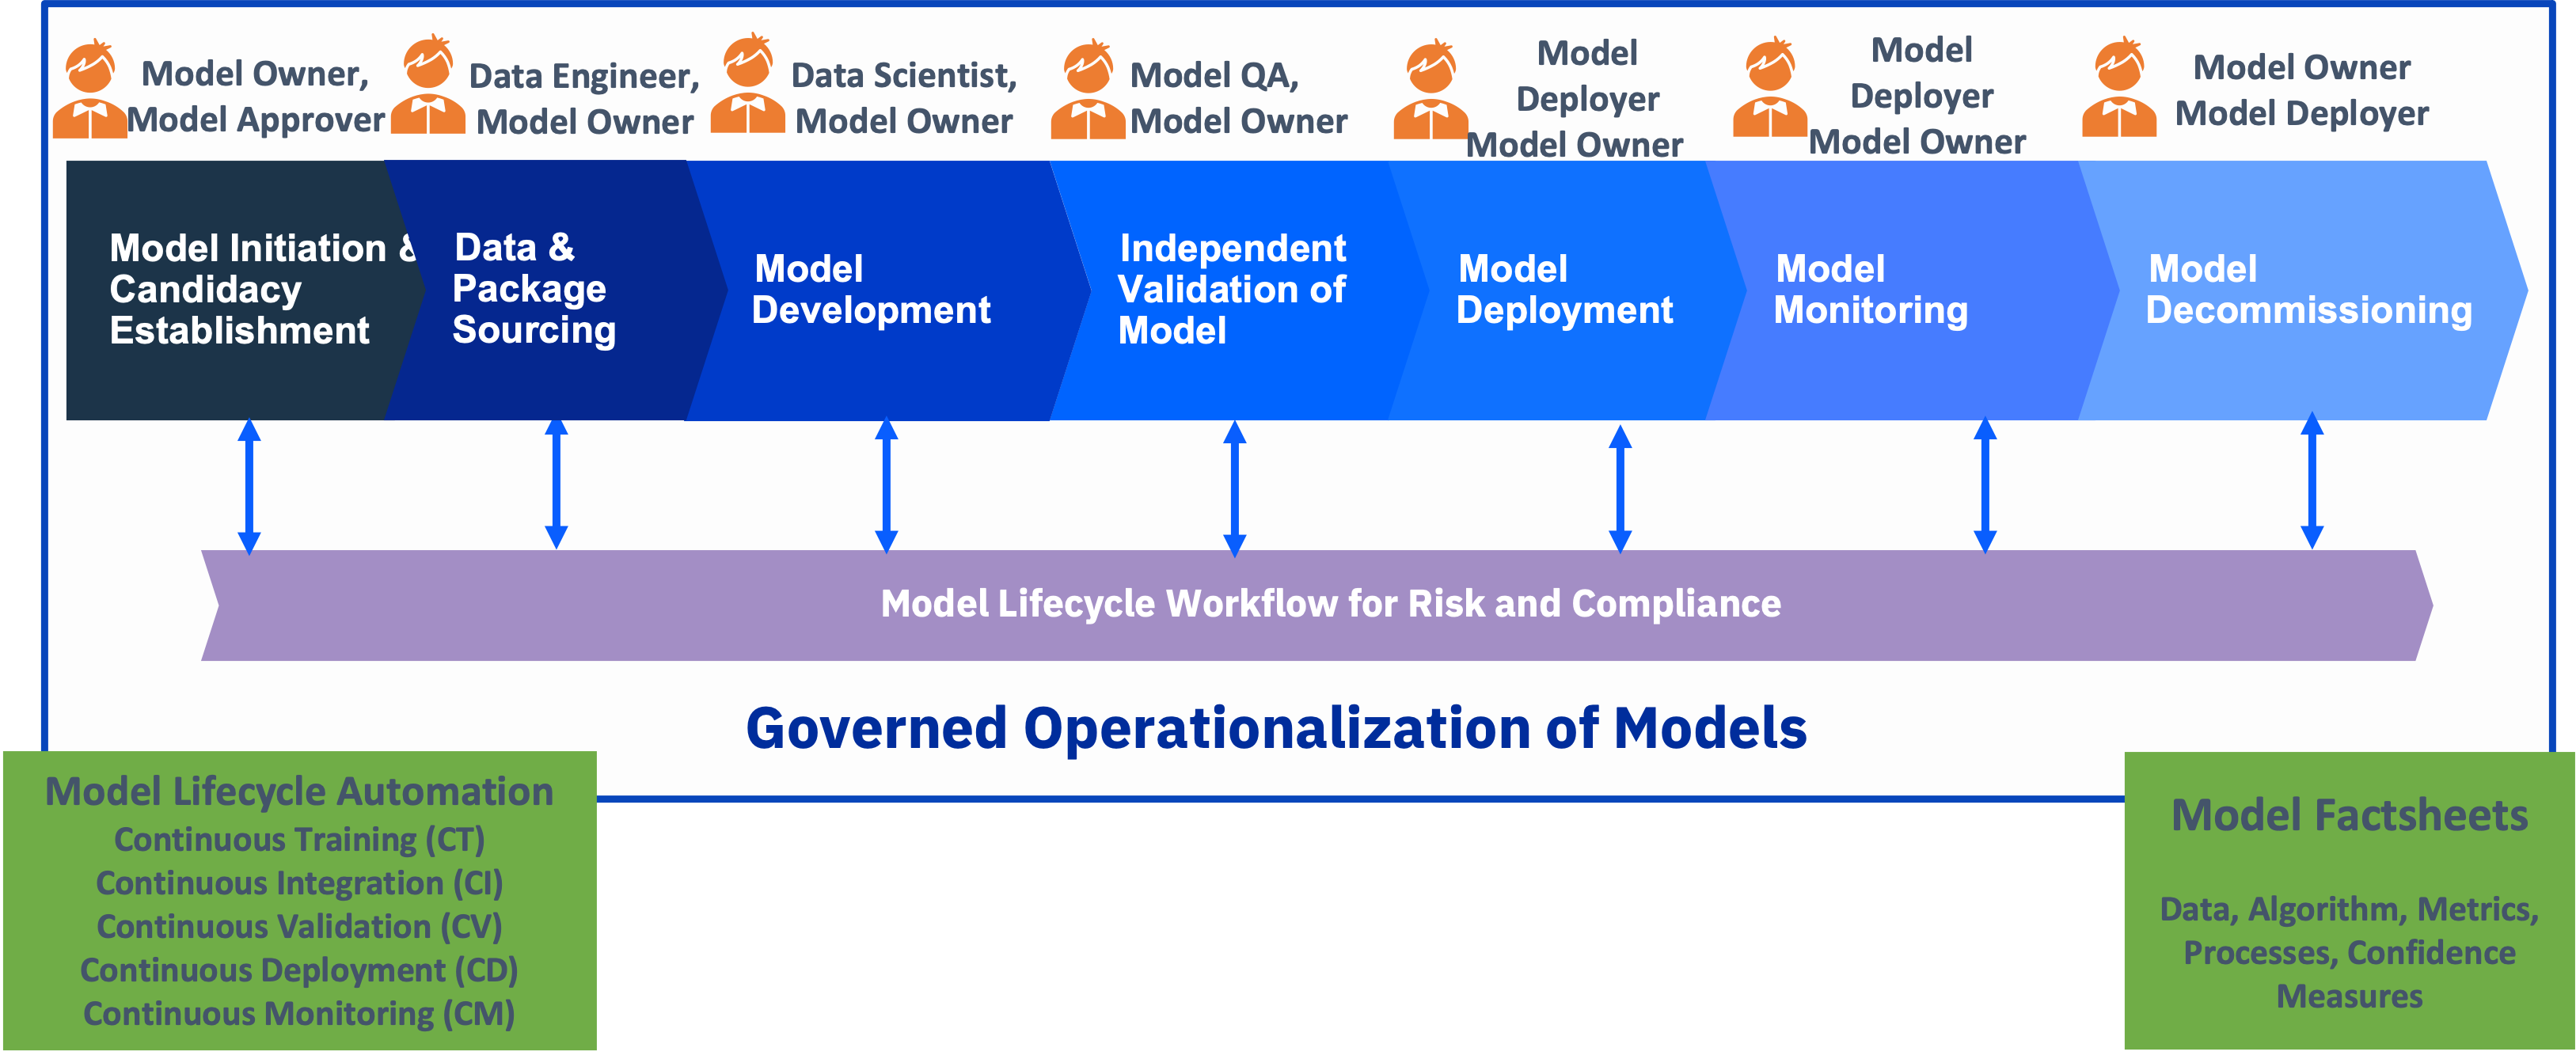 Model Owner,
Model Approver
Data Engineer,
Model Owner
Data Scientist,
Model Owner
Model QA,
Model Owner
Model
Deployer
Model Owner
Model
Deployer
Model Owner
Model Owner
Model Deployer
Model Initiation &
Candidacy
Establishment
Data &
Package
Sourcing
Model
Development
Independent
Validation of
Model
Model
Deployment
Model
Monitoring
Model
Decommissioning
Model Lifecycle Workflow for Risk and Compliance
Governed Operationalization of Models
Model Lifecycle Automation
Continuous Training (CT)
Continuous Integration (CI)
Continuous Validation (CV)
Continuous Deployment (CD)
Continuous Monitoring (CM)
Model Factsheets
Data, Algorithm, Metrics,
Processes, Confidence
Measures